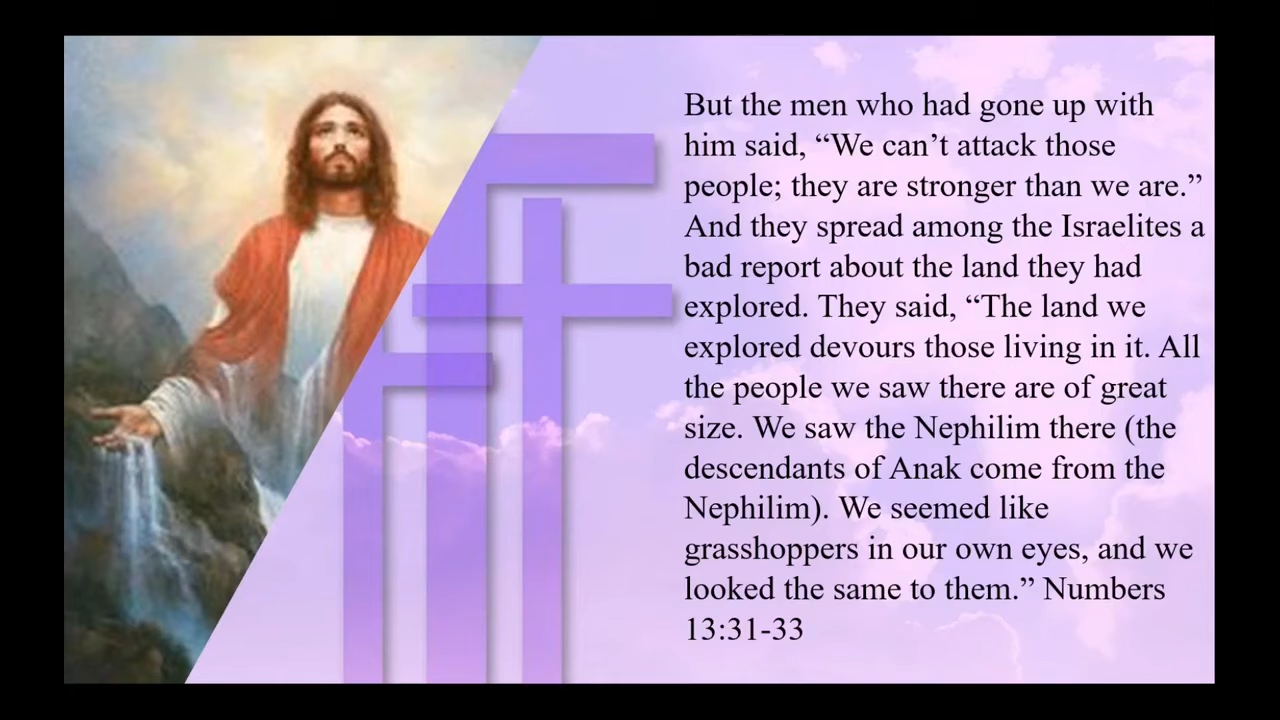 But the men who had gone up with
him said, “We can’t attack those
people; they are stronger than we are.”
And they spread among the Israelites a
bad report about the land they had
explored. They said, “The land we
explored devours those living in it. All
the people we saw there are of great
size. We saw the Nephilim there (the
descendants of Anak come from the
Nephilim). We seemed like
grasshoppers in our own eyes, and we
looked the same to them.” Numbers
13:31-33